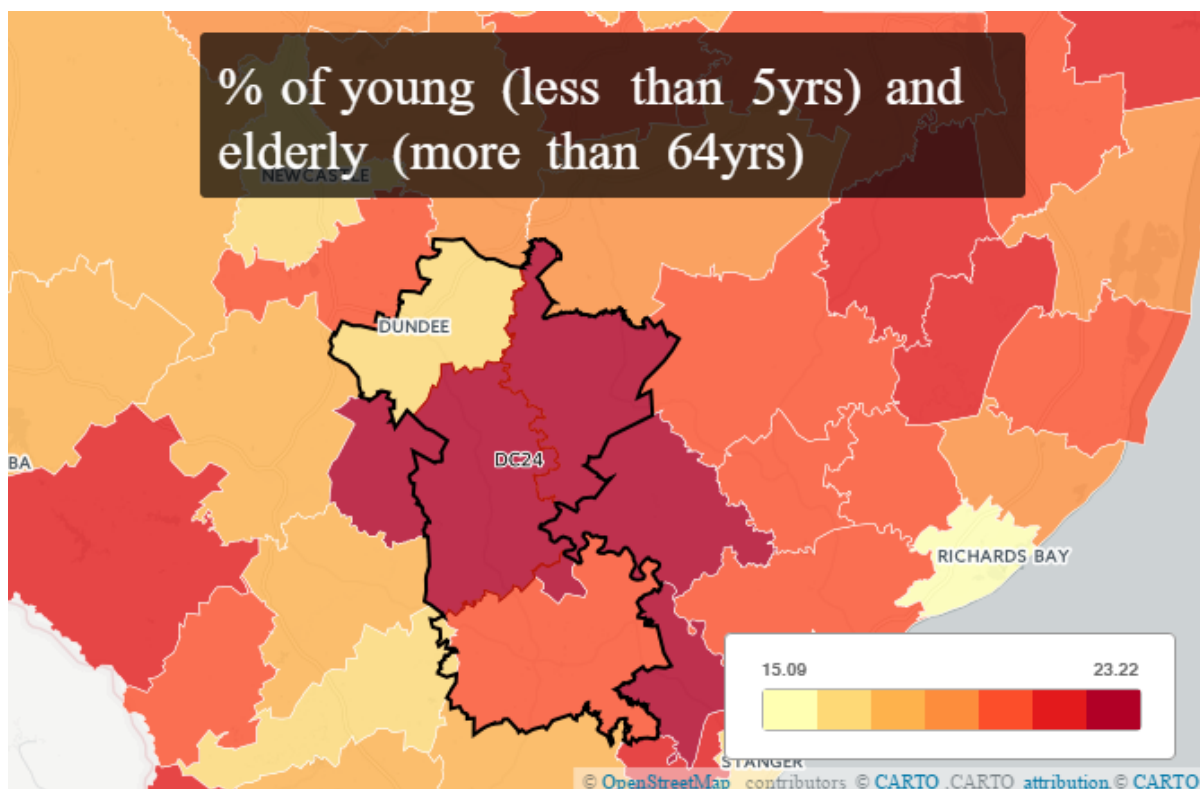 % of young (less than 5yrs) and
elderly (more than 64yrs)
NEWCASTLE
DUNDEE
BA
DC24
RICHARDS BAY
15.09 23.22
STANGER
© OpenStreetMap contributors © CARTO ,CARTO attribution © CARTO